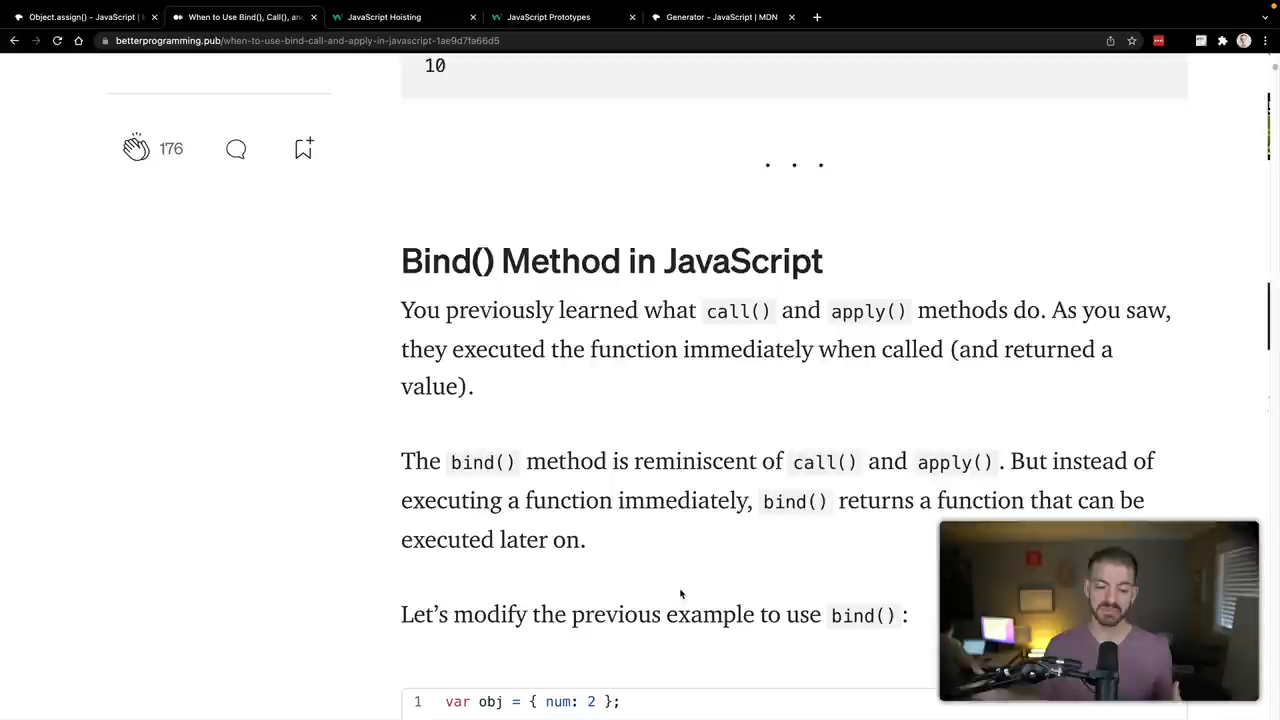 Object.assign() - JavaScript |
When to Use Bind(), Call(), an
JavaScript Hoisting
JavaScript Prototypes
Generator - JavaScript | MDN
betterprogramming.pub/when-to-use-bind-call-and-apply-in-javascript-1ae9d7fa66d5
10
176
. . .
Bind() Method in JavaScript
You previously learned what call() and apply() methods do. As you saw,
they executed the function immediately when called (and returned a
value).
The bind() method is reminiscent of call() and apply(). But instead of
executing a function immediately, bind() returns a function that can be
executed later on.
Let’s modify the previous example to use bind():
1 var obj = { num: 2 };